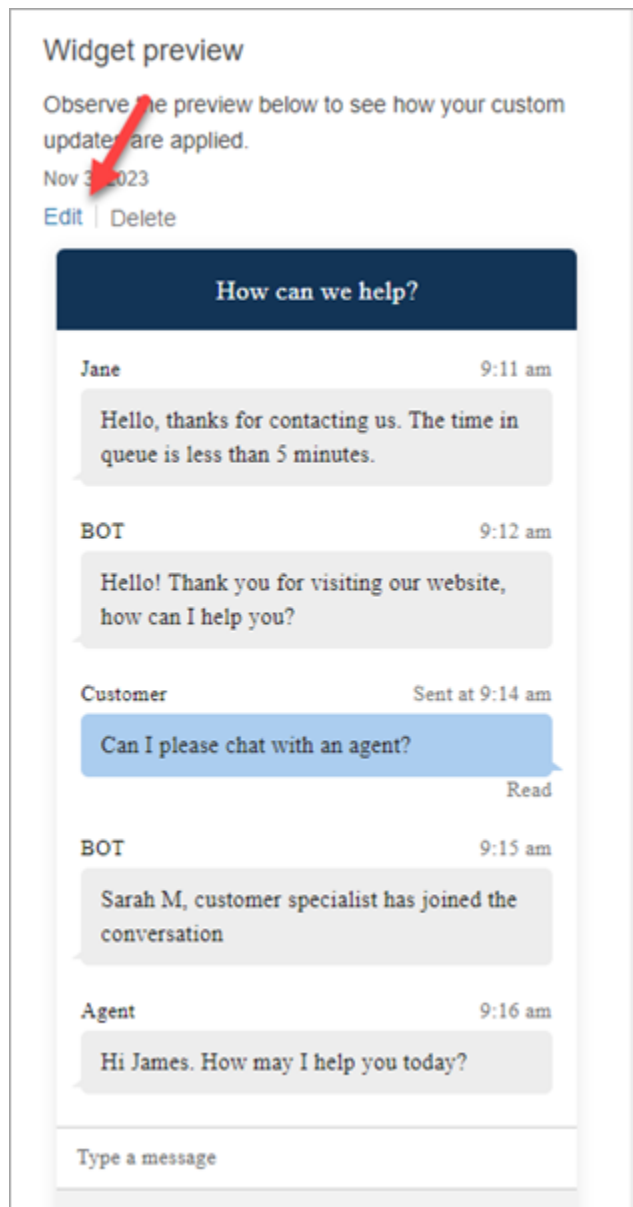 Widget preview
Observe the preview below to see how your custom
updates are applied.
Nov 3 2023
Edit Delete
How can we help?
Jane 9:11 am
Hello, thanks for contacting us. The time in
queue is less than 5 minutes.
BOT 9:12 am
Hello! Thank you for visiting our website,
how can I help you?
Customer Sent at 9:14 am
Can I please chat with an agent?
Read
BOT 9:15 am
Sarah M, customer specialist has joined the
conversation
Agent 9:16 am
Hi James. How may I help you today?
Type a message